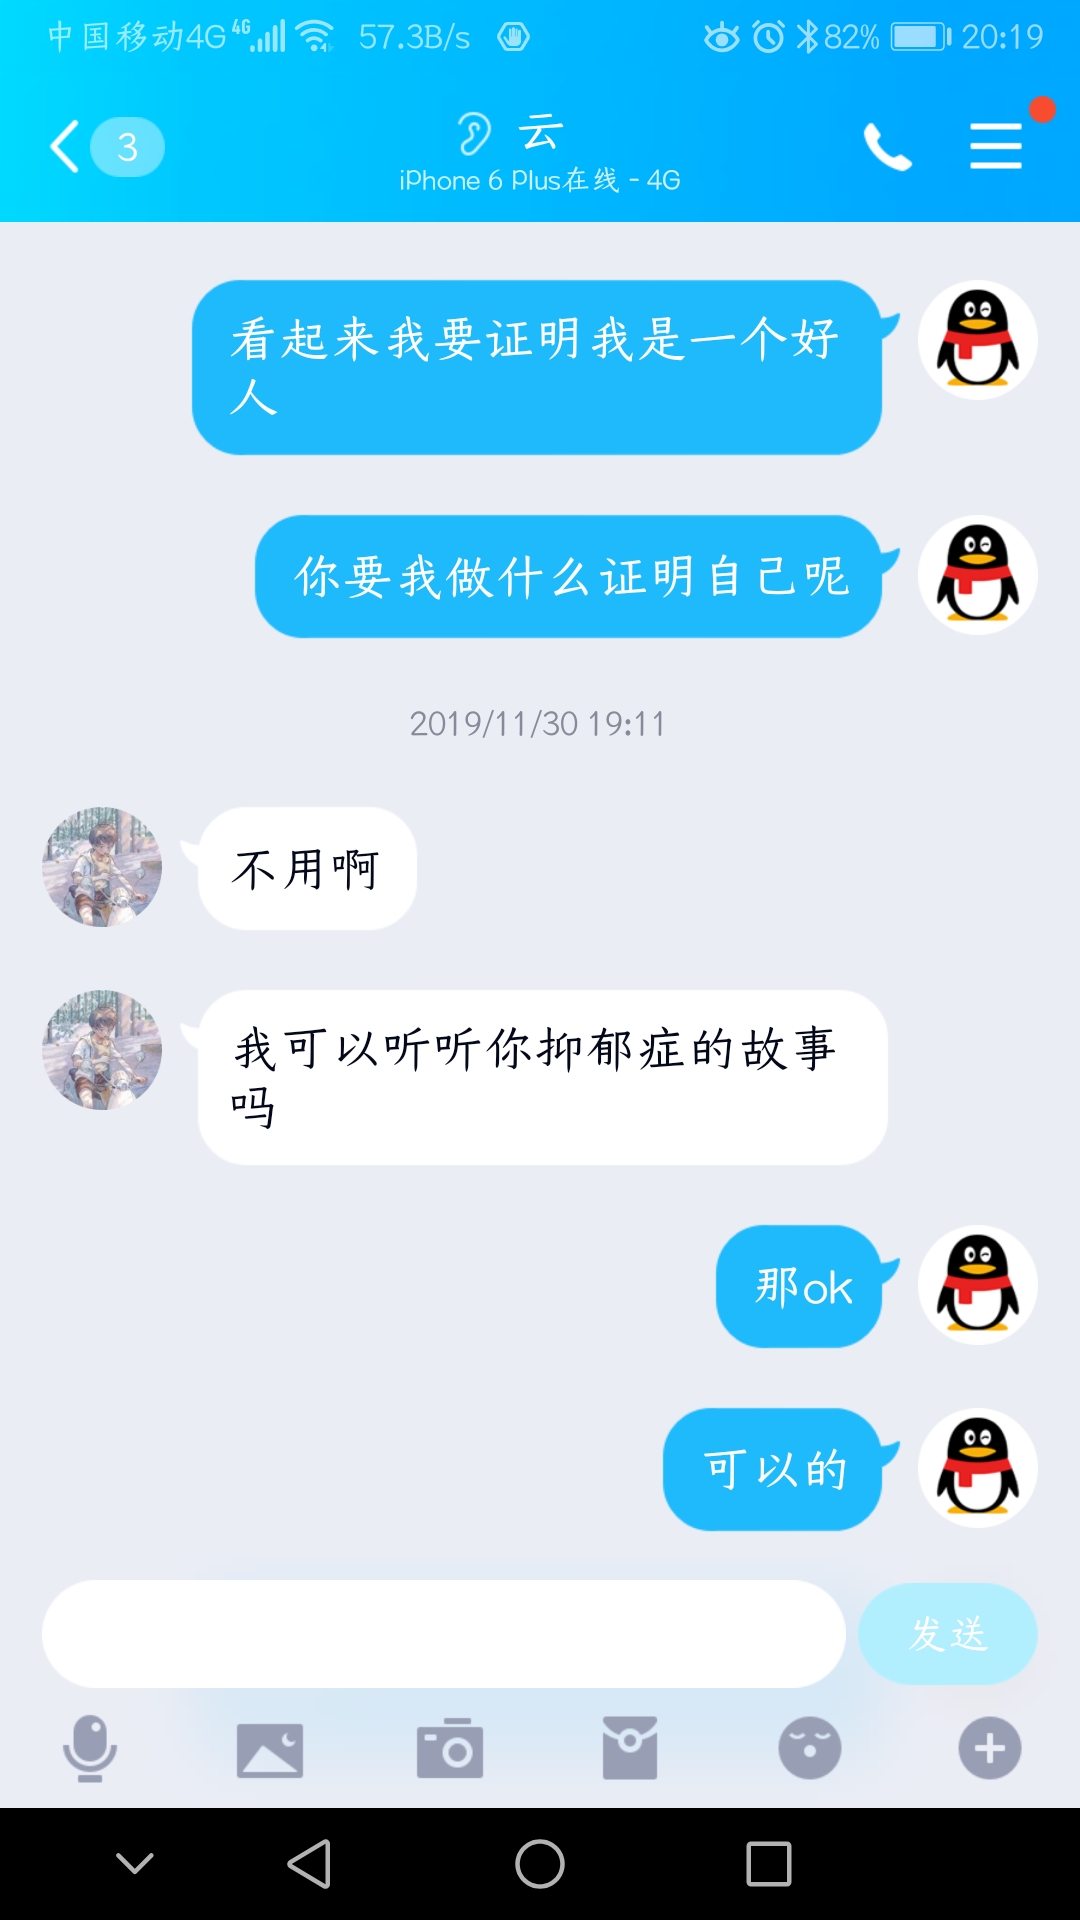 中国移动4G 4G 57.3B/s 82% 20:19
3
云
iPhone 6 Plus在线 - 4G
看起来我要证明我是一个好
人
你要我做什么证明自己呢
2019/11/30 19:11
不用啊
我可以听听你抑郁症的故事
吗
那ok
可以的
发送